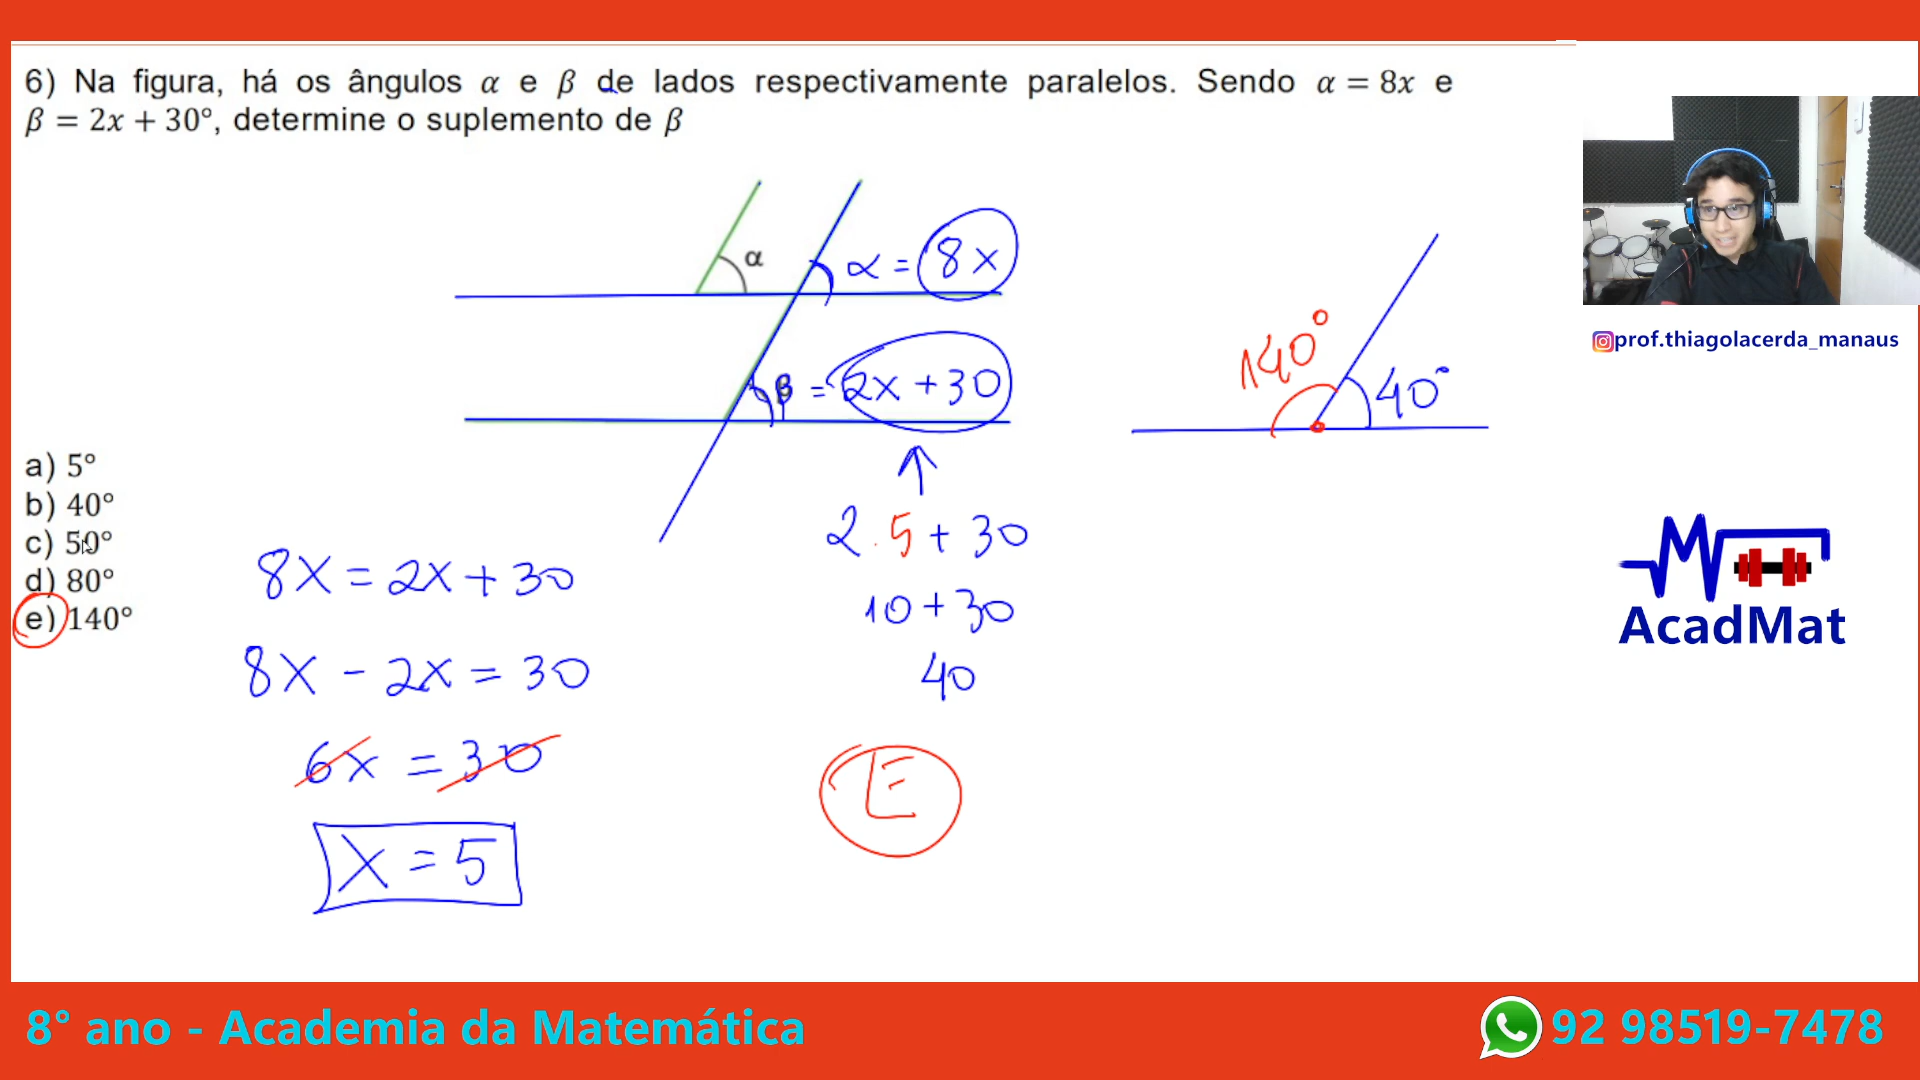 6) Na figura, há os ângulos α e β de lados respectivamente paralelos. Sendo α = 8x e
β = 2x + 30°, determine o suplemento de β
α
α = 8x
β = 2x + 30
140°
40°
prof.thiagolacerda_manaus
a) 5°
b) 40°
c) 50°
d) 80°
e) 140°
8x = 2x + 30
8x - 2x = 30
6x = 30
x = 5
2.5 + 30
10 + 30
40
E
AcadMat
8° ano - Academia da Matemática
92 98519-7478